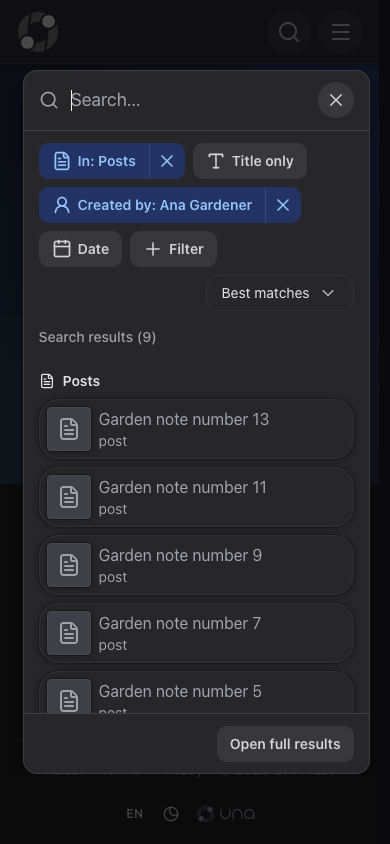 Search...
In: Posts
Title only
Created by: Ana Gardener
Date
Filter
Best matches
Search results (9)
Posts
Garden note number 13
post
Garden note number 11
post
Garden note number 9
post
Garden note number 7
post
Garden note number 5
post
Open full results
EN
una